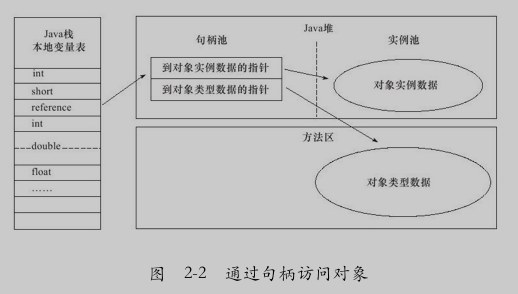 Java栈
本地变量表
int
short
reference
int
double
float
……
Java堆
句柄池
实例池
到对象实例数据的指针
到对象类型数据的指针
对象实例数据
方法区
对象类型数据
图 2-2 通过句柄访问对象